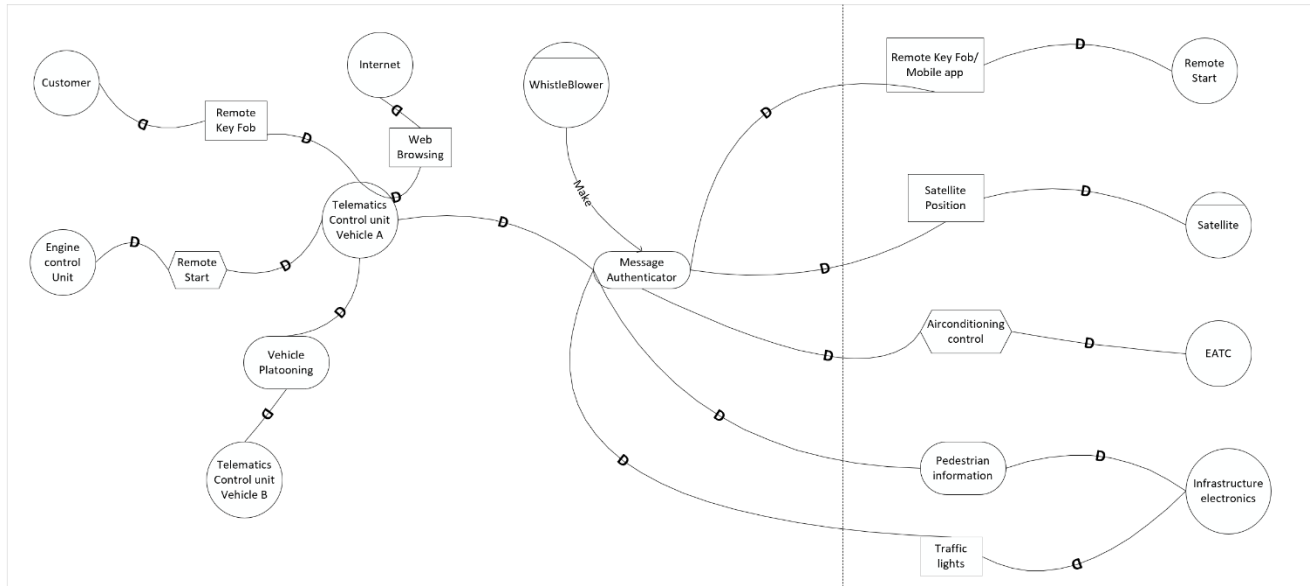 Customer
D
Remote
Key Fob
D
Internet
D
Web
Browsing
D
Telematics
Control unit
Vehicle A
D
Engine
control
Unit
D
Remote
Start
D
D
Vehicle
Platooning
D
Telematics
Control unit
Vehicle B
WhistleBlower
Make
Message
Authenticator
D
Remote Key Fob/
Mobile app
D
Remote
Start
D
Satellite
Position
D
Satellite
D
Airconditioning
control
D
EATC
D
Pedestrian
information
D
Infrastructure
electronics
D
Traffic
lights
D